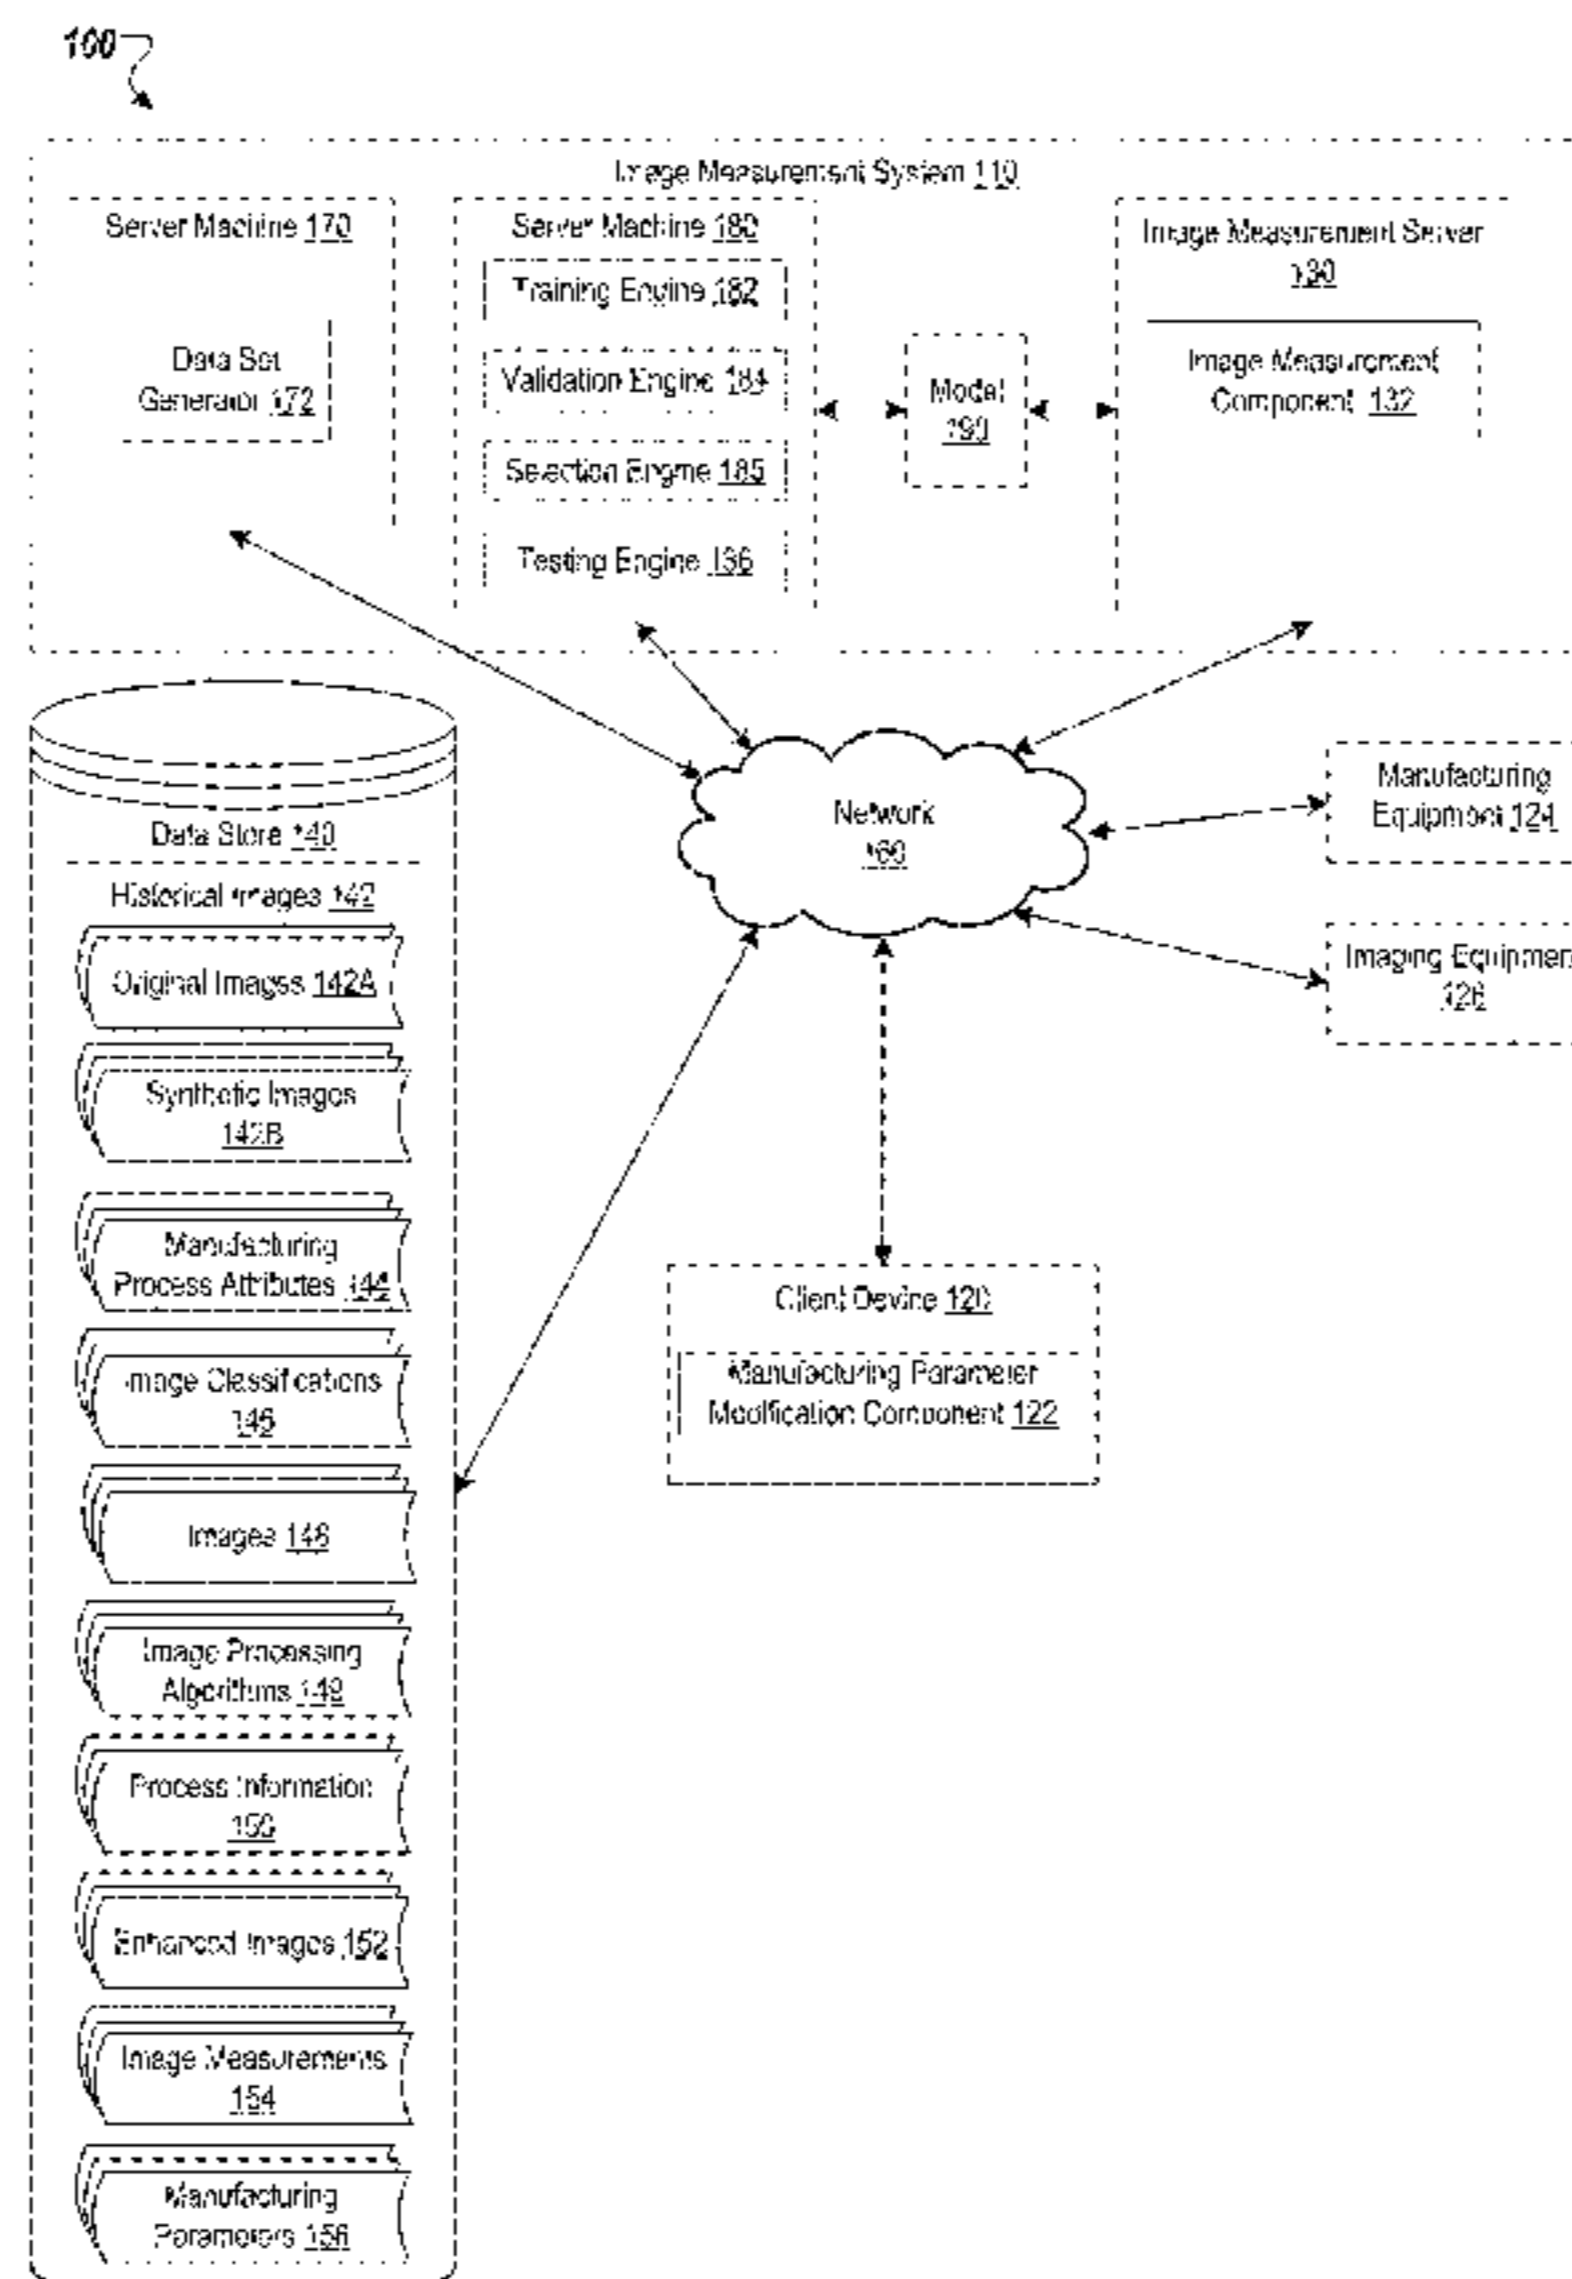 100
Image Measurement System 110
Server Machine 170
Data Set
Generator 172
Server Machine 180
Training Engine 182
Validation Engine 184
Selection Engine 185
Testing Engine 186
Model
190
Image Measurement Server
130
Image Measurement
Component 132
Network
160
Manufacturing
Equipment 124
Imaging Equipmen
126
Client Device 120
Manufacturing Parameter
Modification Component 122
Data Store 140
Historical Images 142
Original Images 142A
Synthetic Images
142B
Manufacturing
Process Attributes 144
Image Classifications
Images
Image Processing
Algorithms
Process Information
150
Enhanced Images 152
Image Measurements
154
Manufacturing
Parameters 156